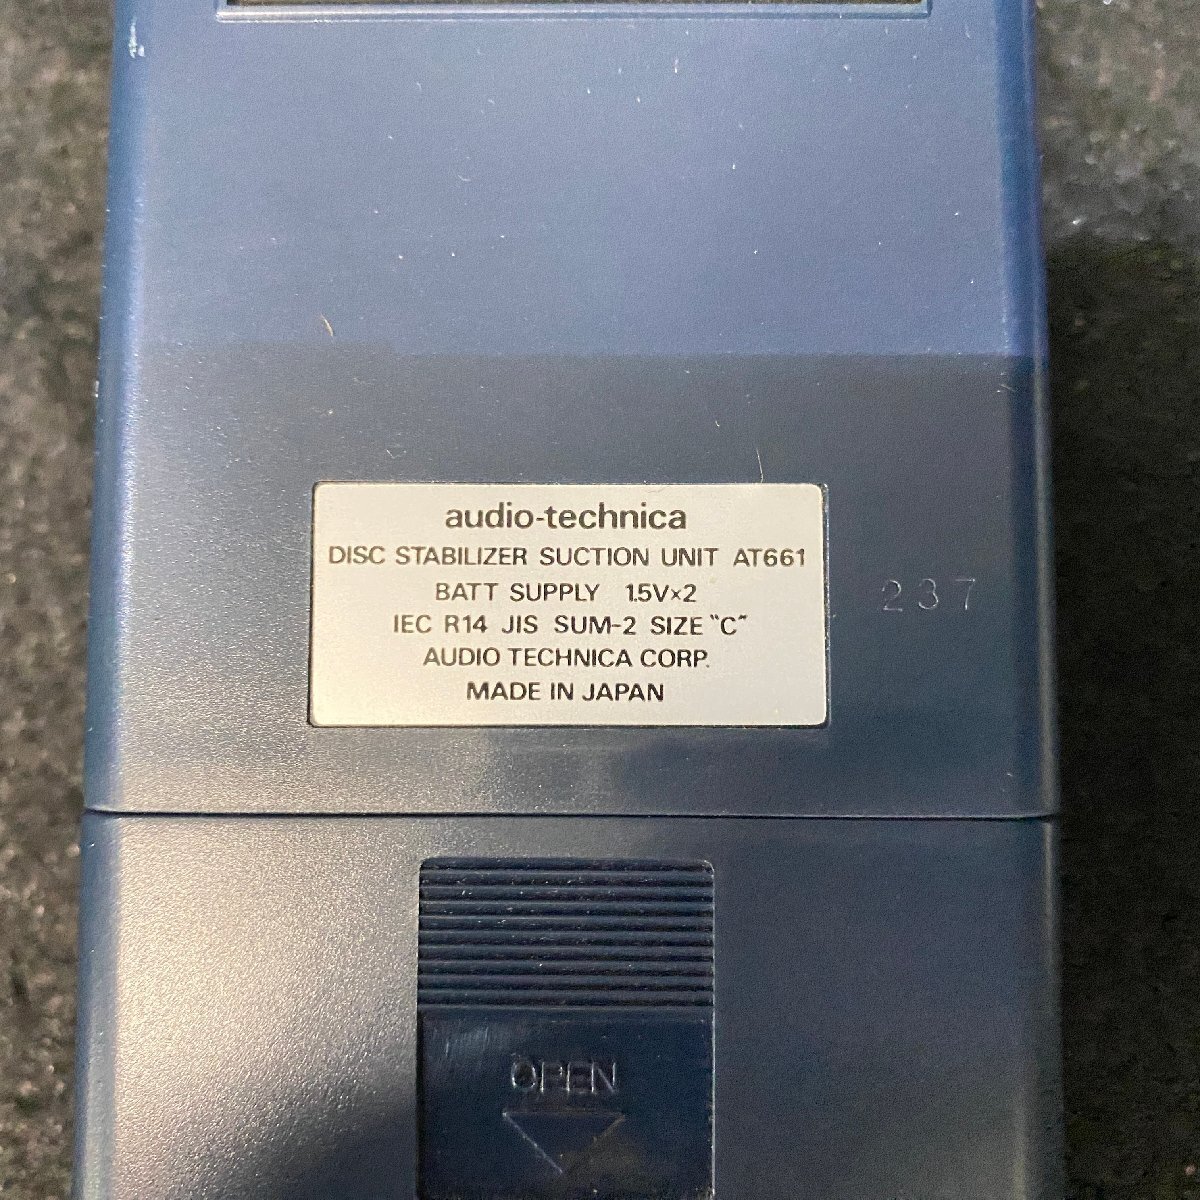 audio-technica
DISC STABILIZER SUCTION UNIT AT661
BATT SUPPLY 1.5V×2
IEC R14 JIS SUM-2 SIZE "C"
AUDIO TECHNICA CORP.
MADE IN JAPAN
237
OPEN